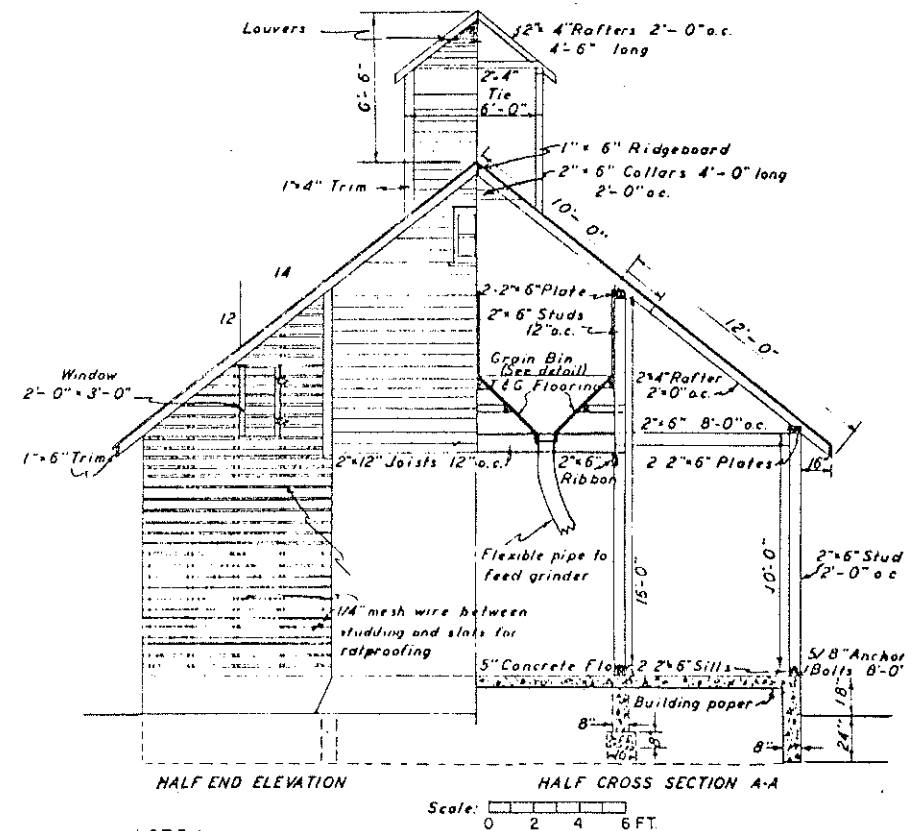 Louvers
2"× 4" Rafters 2'-0" o.c.
4'-6" long
6'-6"
2"×4"
Tie
6'-0"
1" × 6" Ridgeboard
2" × 6" Collars 4'-0" long
2'-0" o.c.
1"×4" Trim
10'-0"
14
12
2-2"×6" Plate
2"×6" Studs
12" o.c.
12'-0"
Grain Bin
(See detail)
T & G Flooring
Window
2'-0" × 3'-0"
2"×4" Rafter
2'-0" o.c.
2"×6" 8'-0" o.c.
1"×6" Trim
2"×12" Joists 12" o.c.
2"×6"
Ribbon
2 2"×6" Plates
16"
Flexible pipe to
feed grinder
15'-0"
10'-0"
2"×6" Stud
2'-0" o c
1/4" mesh wire between
studding and slats for
ratproofing
5" Concrete Flo
2 2"×6" Sills
5/8" Anchor
Bolts 8'-0"
Building paper
18"
24"
8"
8"
8"
HALF END ELEVATION
HALF CROSS SECTION A-A
Scale:
0 2 4 6 FT.